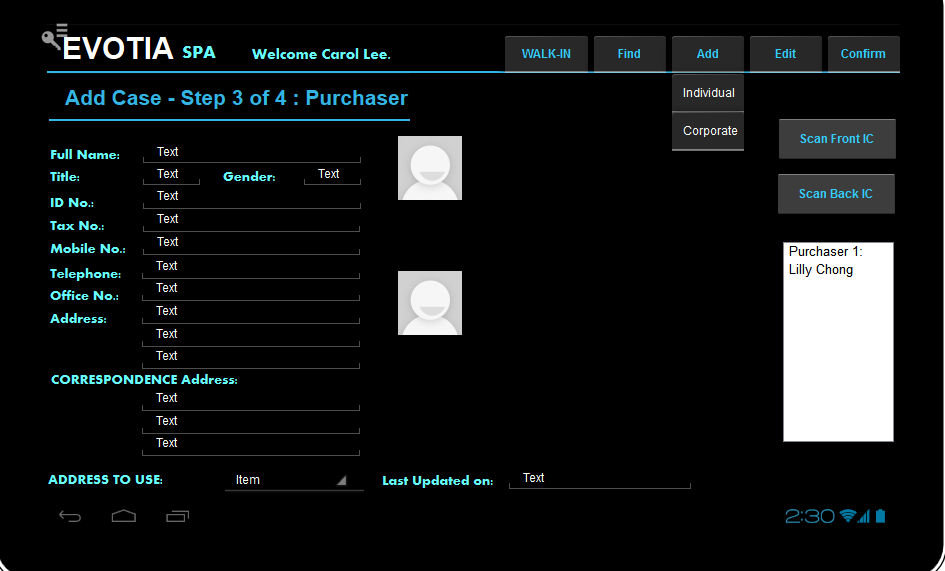 EVOTIA SPA Welcome Carol Lee. WALK-IN Find Add Edit Confirm
Add Case - Step 3 of 4 : Purchaser
Individual
Corporate
Scan Front IC
Scan Back IC
Full Name: Text
Title: Text Gender: Text
ID No.: Text
Tax No.: Text
Mobile No.: Text
Telephone: Text
Office No.: Text
Address: Text
Text
Text
Purchaser 1:
Lilly Chong
CORRESPONDENCE Address:
Text
Text
Text
ADDRESS TO USE: Item Last Updated on: Text
2:30